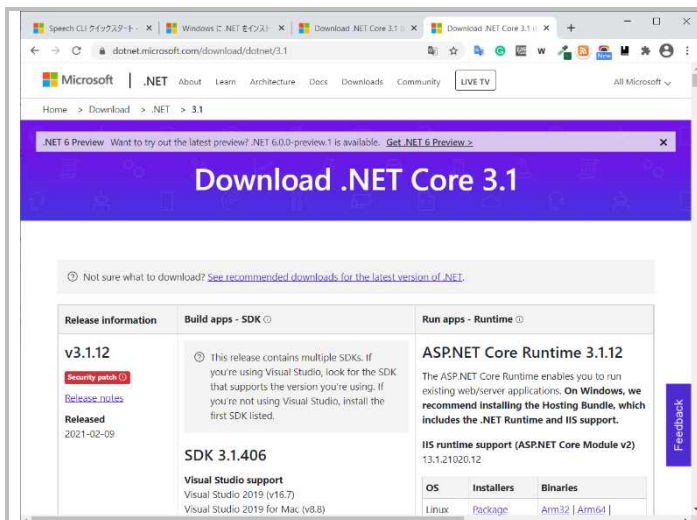 Speech CLI クイックスタート -
Windows に .NET をインスト
Download .NET Core 3.1
Download .NET Core 3.1
dotnet.microsoft.com/download/dotnet/3.1
New
Microsoft | .NET About Learn Architecture Docs Downloads Community LIVE TV All Microsoft
Home > Download > .NET > 3.1
.NET 6 Preview Want to try out the latest preview? .NET 6.0.0-preview.1 is available. Get .NET 6 Preview >
Download .NET Core 3.1
Not sure what to download? See recommended downloads for the latest version of .NET.
Release information Build apps - SDK Run apps - Runtime
v3.1.12
Security patch
Release notes
Released
2021-02-09
This release contains multiple SDKs. If
you're using Visual Studio, look for the SDK
that supports the version you're using. If
you're not using Visual Studio, install the
first SDK listed.
SDK 3.1.406
Visual Studio support
Visual Studio 2019 (v16.7)
Visual Studio 2019 for Mac (v8.8)
ASP.NET Core Runtime 3.1.12
The ASP.NET Core Runtime enables you to run
existing web/server applications. On Windows, we
recommend installing the Hosting Bundle, which
includes the .NET Runtime and IIS support.
IIS runtime support (ASP.NET Core Module v2)
13.1.21020.12
OS Installers Binaries
Linux Package Arm32 | Arm64 |
Feedback